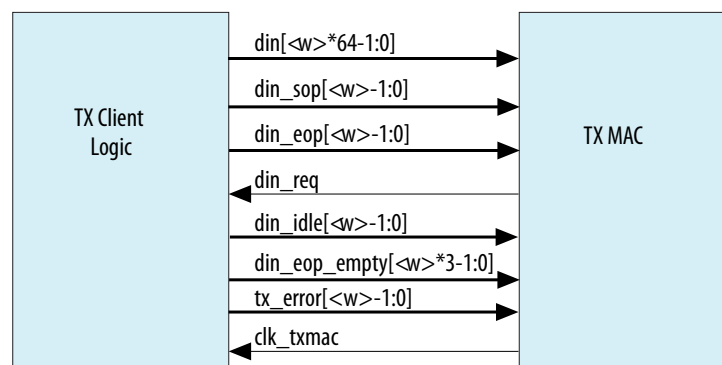 din[<w>*64-1:0]
din_sop[<w>-1:0]
TX Client
Logic
din_eop[<w>-1:0]
TX MAC
din_req
din_idle[<w>-1:0]
din_eop_empty[<w>*3-1:0]
tx_error[<w>-1:0]
clk_txmac